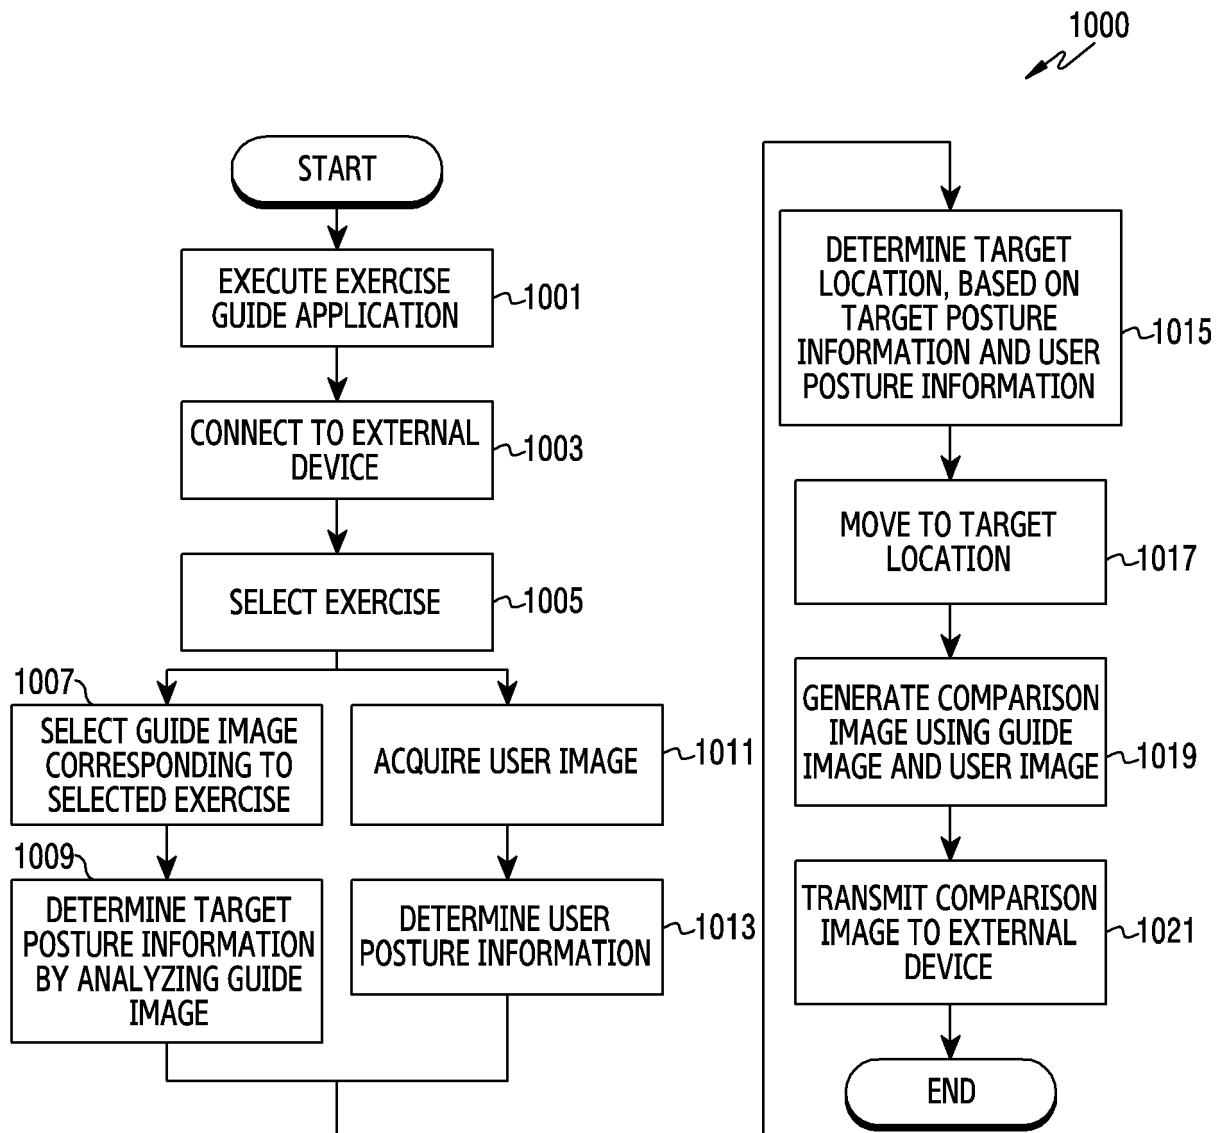 1000
START
EXECUTE EXERCISE
GUIDE APPLICATION
1001
CONNECT TO EXTERNAL
DEVICE
1003
SELECT EXERCISE
1005
1007
SELECT GUIDE IMAGE
CORRESPONDING TO
SELECTED EXERCISE
1009
DETERMINE TARGET
POSTURE INFORMATION
BY ANALYZING GUIDE
IMAGE
ACQUIRE USER IMAGE
1011
DETERMINE USER
POSTURE INFORMATION
1013
DETERMINE TARGET
LOCATION, BASED ON
TARGET POSTURE
INFORMATION AND USER
POSTURE INFORMATION
1015
MOVE TO TARGET
LOCATION
1017
GENERATE COMPARISON
IMAGE USING GUIDE
IMAGE AND USER IMAGE
1019
TRANSMIT COMPARISON
IMAGE TO EXTERNAL
DEVICE
1021
END